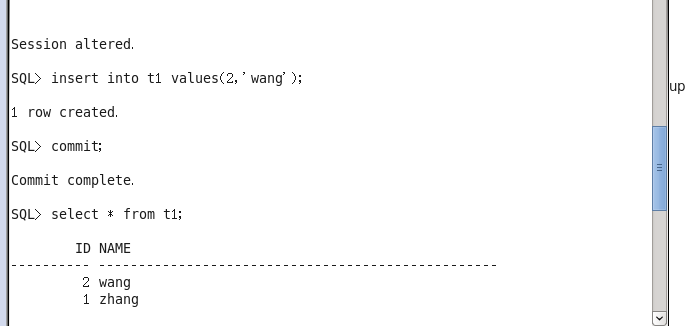 Session altered.
SQL> insert into t1 values(2,'wang');
up
1 row created.
SQL> commit;
Commit complete.
SQL> select * from t1;
ID NAME
---------- --------------------------------------------------
2 wang
1 zhang